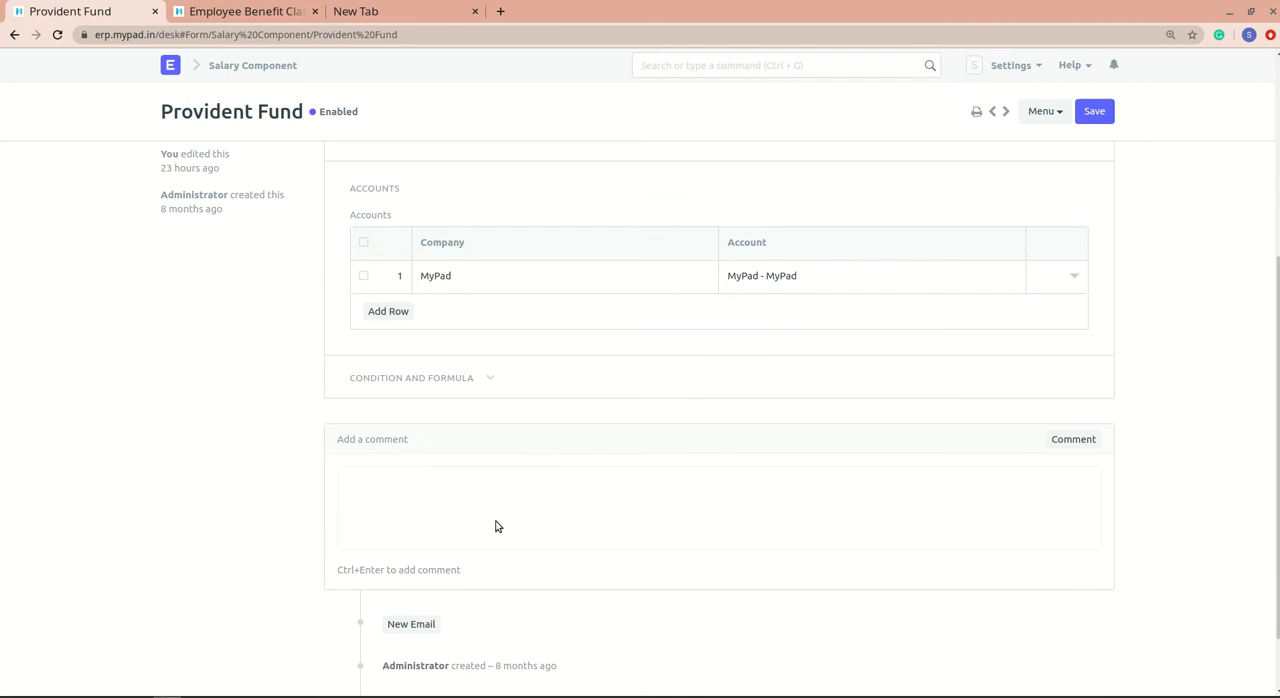 Provident Fund
Employee Benefit Cla
New Tab
erp.mypad.in/desk#Form/Salary%20Component/Provident%20Fund
S
E
Salary Component
Search or type a command (Ctrl + G)
S Settings
Help
Provident Fund
Enabled
Menu
Save
You edited this
23 hours ago
Administrator created this
8 months ago
ACCOUNTS
Accounts
Company
Account
1
MyPad
MyPad - MyPad
Add Row
CONDITION AND FORMULA
Add a comment
Comment
Ctrl+Enter to add comment
New Email
Administrator created – 8 months ago